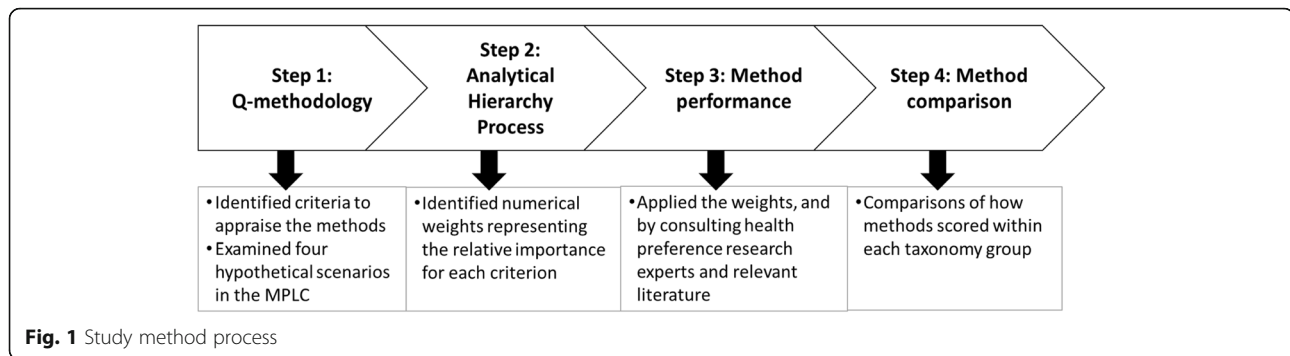 Step 1:
Q-methodology
Step 2:
Analytical
Hierarchy
Process
Step 3: Method
performance
Step 4: Method
comparison
• Identified criteria to
appraise the methods
• Examined four
hypothetical scenarios
in the MPLC
• Identified numerical
weights representing
the relative importance
for each criterion
• Applied the weights, and
by consulting health
preference research
experts and relevant
literature
• Comparisons of how
methods scored within
each taxonomy group
Fig. 1 Study method process